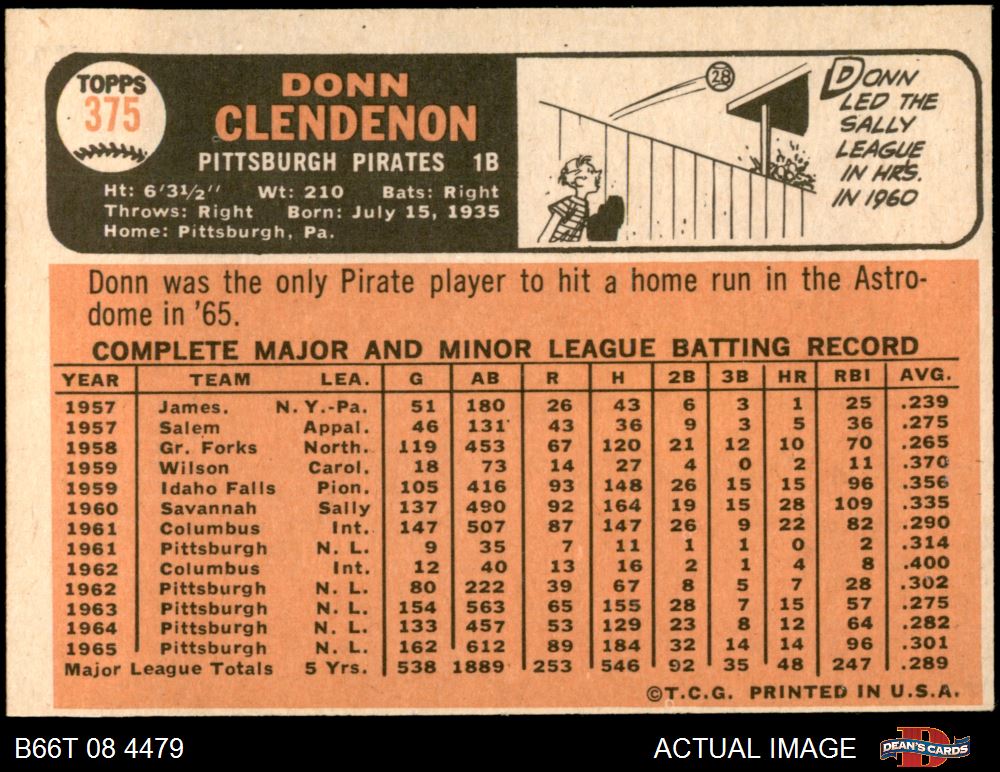 TOPPS
375
DONN
CLENDENON
PITTSBURGH PIRATES 1B
Ht: 6'3½" Wt: 210 Bats: Right
Throws: Right Born: July 15, 1935
Home: Pittsburgh, Pa.
28
DONN
LED THE
SALLY
LEAGUE
IN HRS.
IN 1960
Donn was the only Pirate player to hit a home run in the Astro-
dome in '65.
COMPLETE MAJOR AND MINOR LEAGUE BATTING RECORD
YEAR TEAM LEA. G AB R H 2B 3B HR RBI AVG.
1957 James. N.Y.-Pa. 51 180 26 43 6 3 1 25 .239
1957 Salem Appal. 46 131 43 36 9 3 5 36 .275
1958 Gr. Forks North. 119 453 67 120 21 12 10 70 .265
1959 Wilson Carol. 18 73 14 27 4 0 2 11 .370
1959 Idaho Falls Pion. 105 416 93 148 26 15 15 96 .356
1960 Savannah Sally 137 490 92 164 19 15 28 109 .335
1961 Columbus Int. 147 507 87 147 26 9 22 82 .290
1961 Pittsburgh N. L. 9 35 7 11 1 1 0 2 .314
1962 Columbus Int. 12 40 13 16 2 1 4 8 .400
1962 Pittsburgh N. L. 80 222 39 67 8 5 7 28 .302
1963 Pittsburgh N. L. 154 563 65 155 28 7 15 57 .275
1964 Pittsburgh N. L. 133 457 53 129 23 8 12 64 .282
1965 Pittsburgh N. L. 162 612 89 184 32 14 14 96 .301
Major League Totals 5 Yrs. 538 1889 253 546 92 35 48 247 .289
©T.C.G. PRINTED IN U.S.A.
B66T 08 4479
ACTUAL IMAGE
D
DEAN'S CARDS